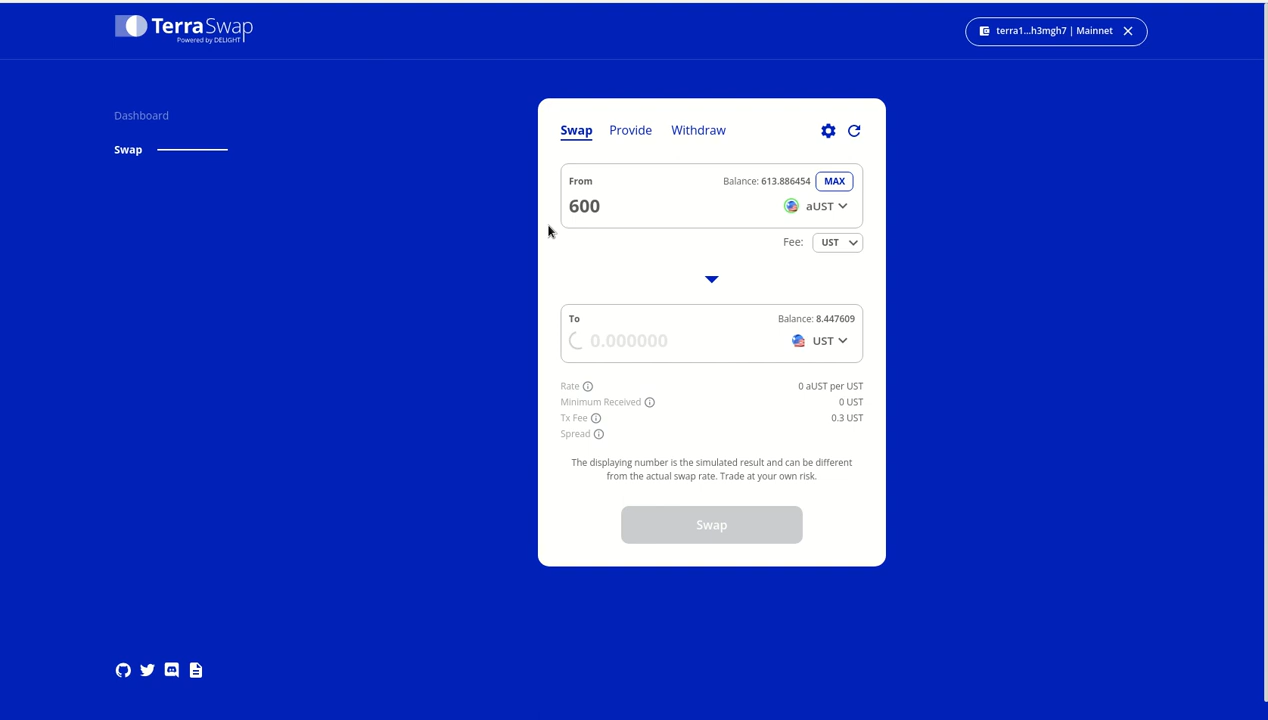 TerraSwap
Powered by DELIGHT
terra1...h3mgh7 | Mainnet
Dashboard
Swap
Swap Provide Withdraw
From Balance: 613.886454 MAX
600 aUST
Fee: UST
To Balance: 8.447609
0.000000 UST
Rate 0 aUST per UST
Minimum Received 0 UST
Tx Fee 0.3 UST
Spread
The displaying number is the simulated result and can be different
from the actual swap rate. Trade at your own risk.
Swap